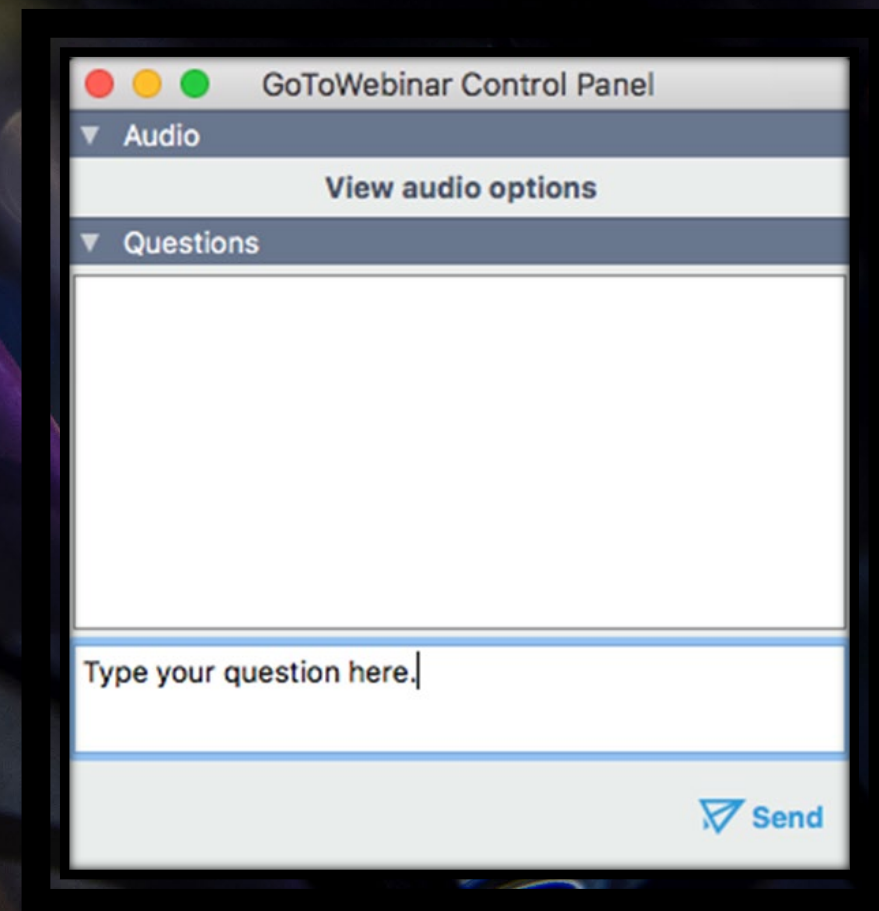 GoToWebinar Control Panel
Audio
View audio options
Questions
Type your question here.
Send